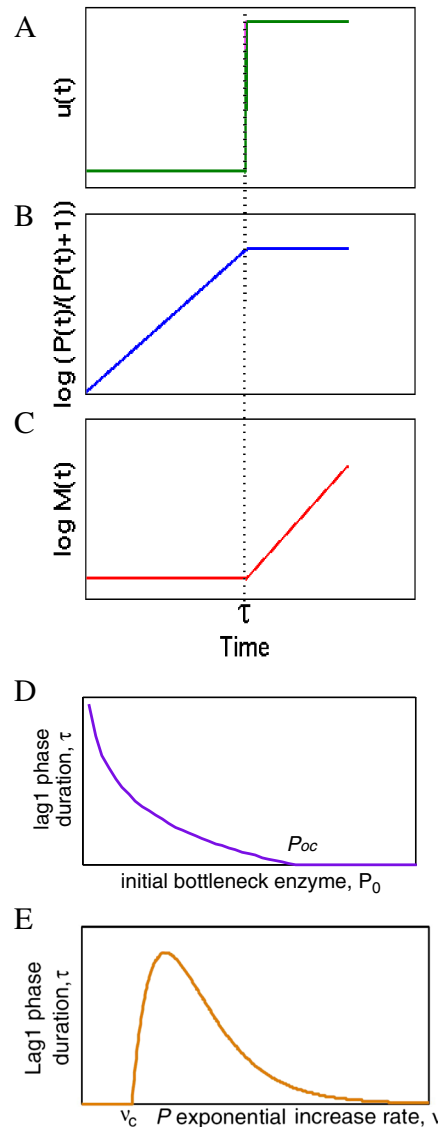 A
u(t)
B
log (P(t)/(P(t)+1))
C
log M(t)
τ
Time
D
lag1 phase
duration, τ
Poc
initial bottleneck enzyme, P0
E
Lag1 phase
duration,τ
νc
P exponential increase rate, ν